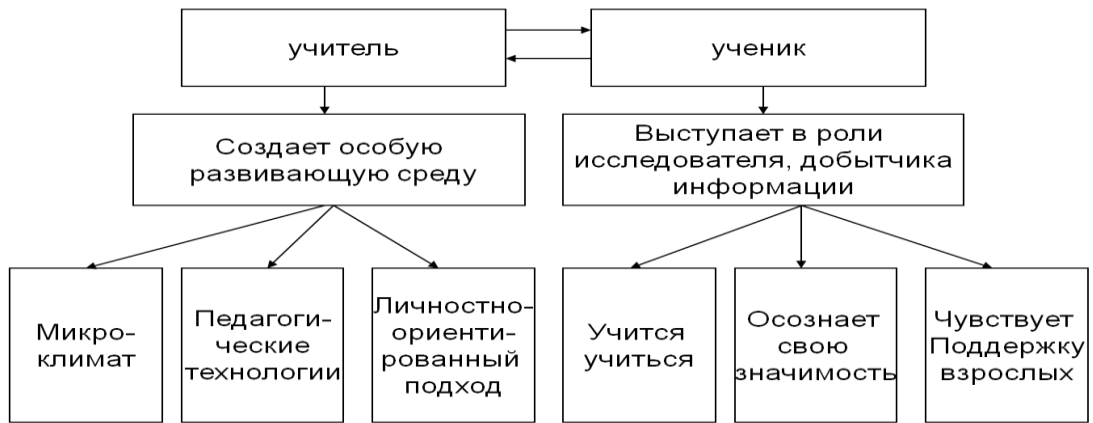 учитель
ученик
Создает особую
развивающую среду
Выступает в роли
исследователя, добытчика
информации
Микро-
климат
Педагоги-
ческие
технологии
Личностно-
ориенти-
рованный
подход
Учится
учиться
Осознает
свою
значимость
Чувствует
Поддержку
взрослых